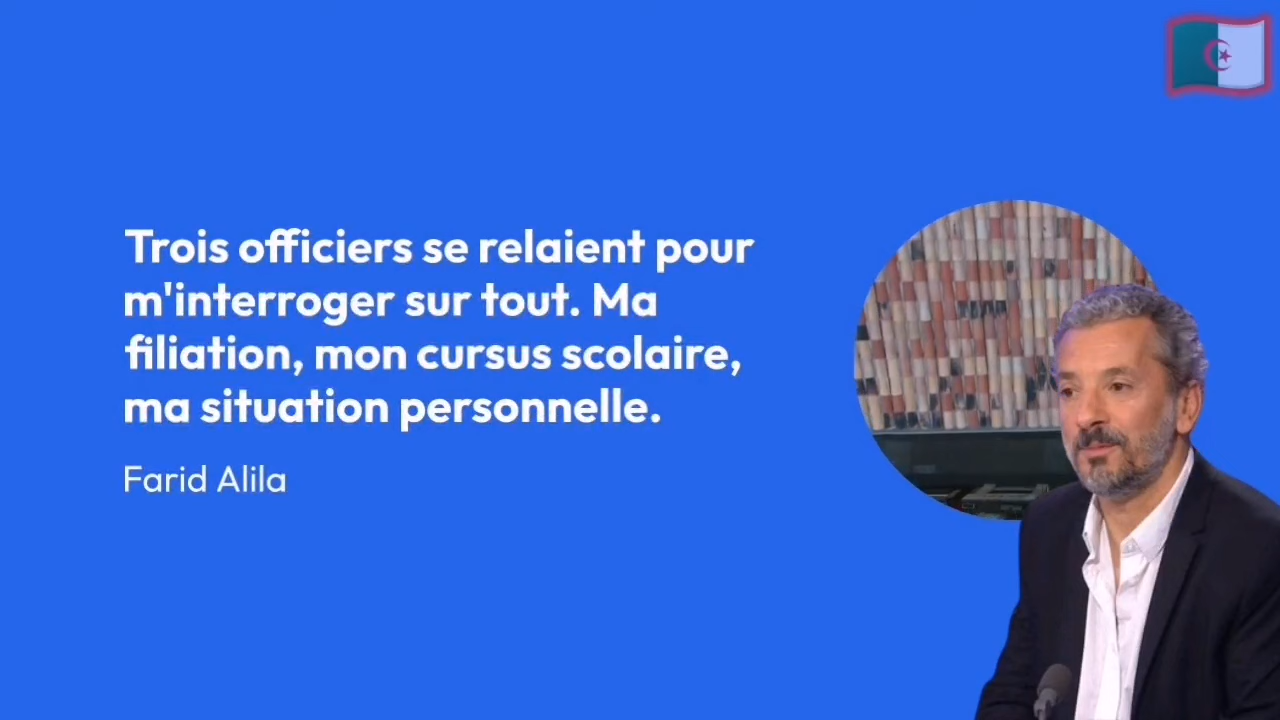 Trois officiers se relaient pour
m'interroger sur tout. Ma
filiation, mon cursus scolaire,
ma situation personnelle.
Farid Alila